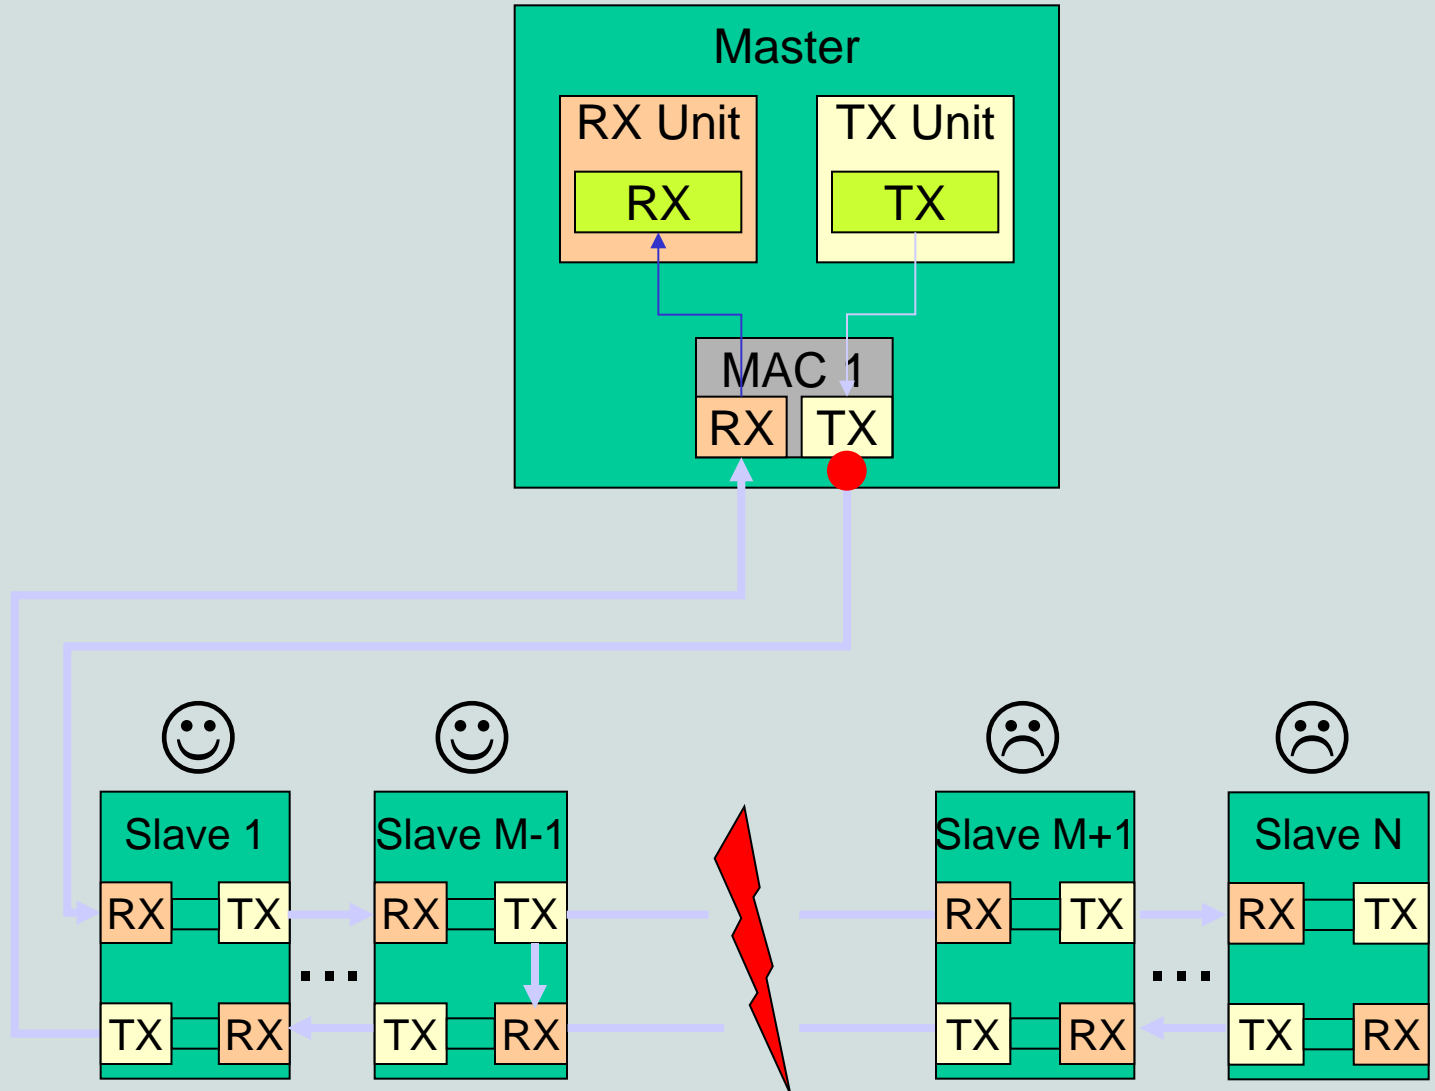 Master
RX Unit TX Unit
RX TX
MAC 1
RX TX
Slave 1 Slave M-1 Slave M+1 Slave N
RX TX RX TX RX TX RX TX
... ...
TX RX TX RX TX RX TX RX